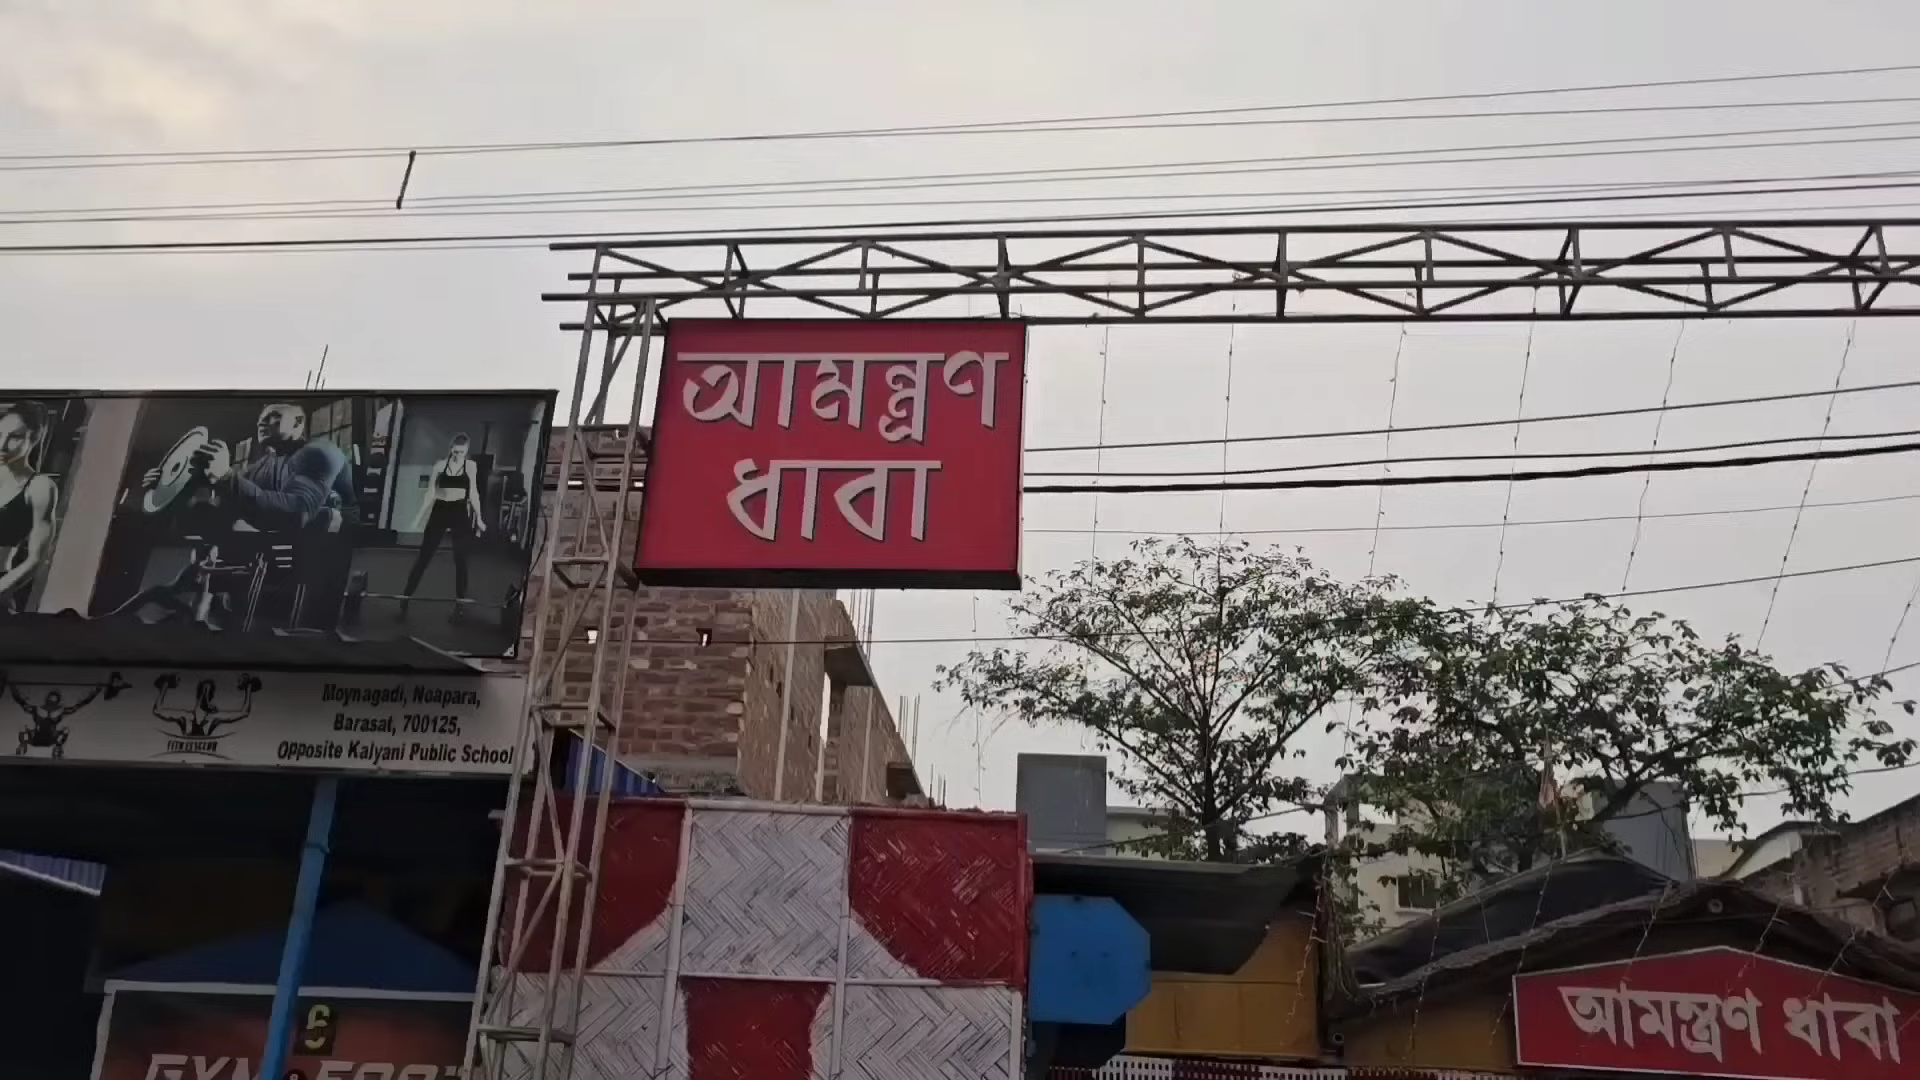 আমন্ত্রণ
ধাবা
Moynagadi, Noapara,
Barasat, 700125,
Opposite Kalyani Public School
আমন্ত্রণ ধাবা